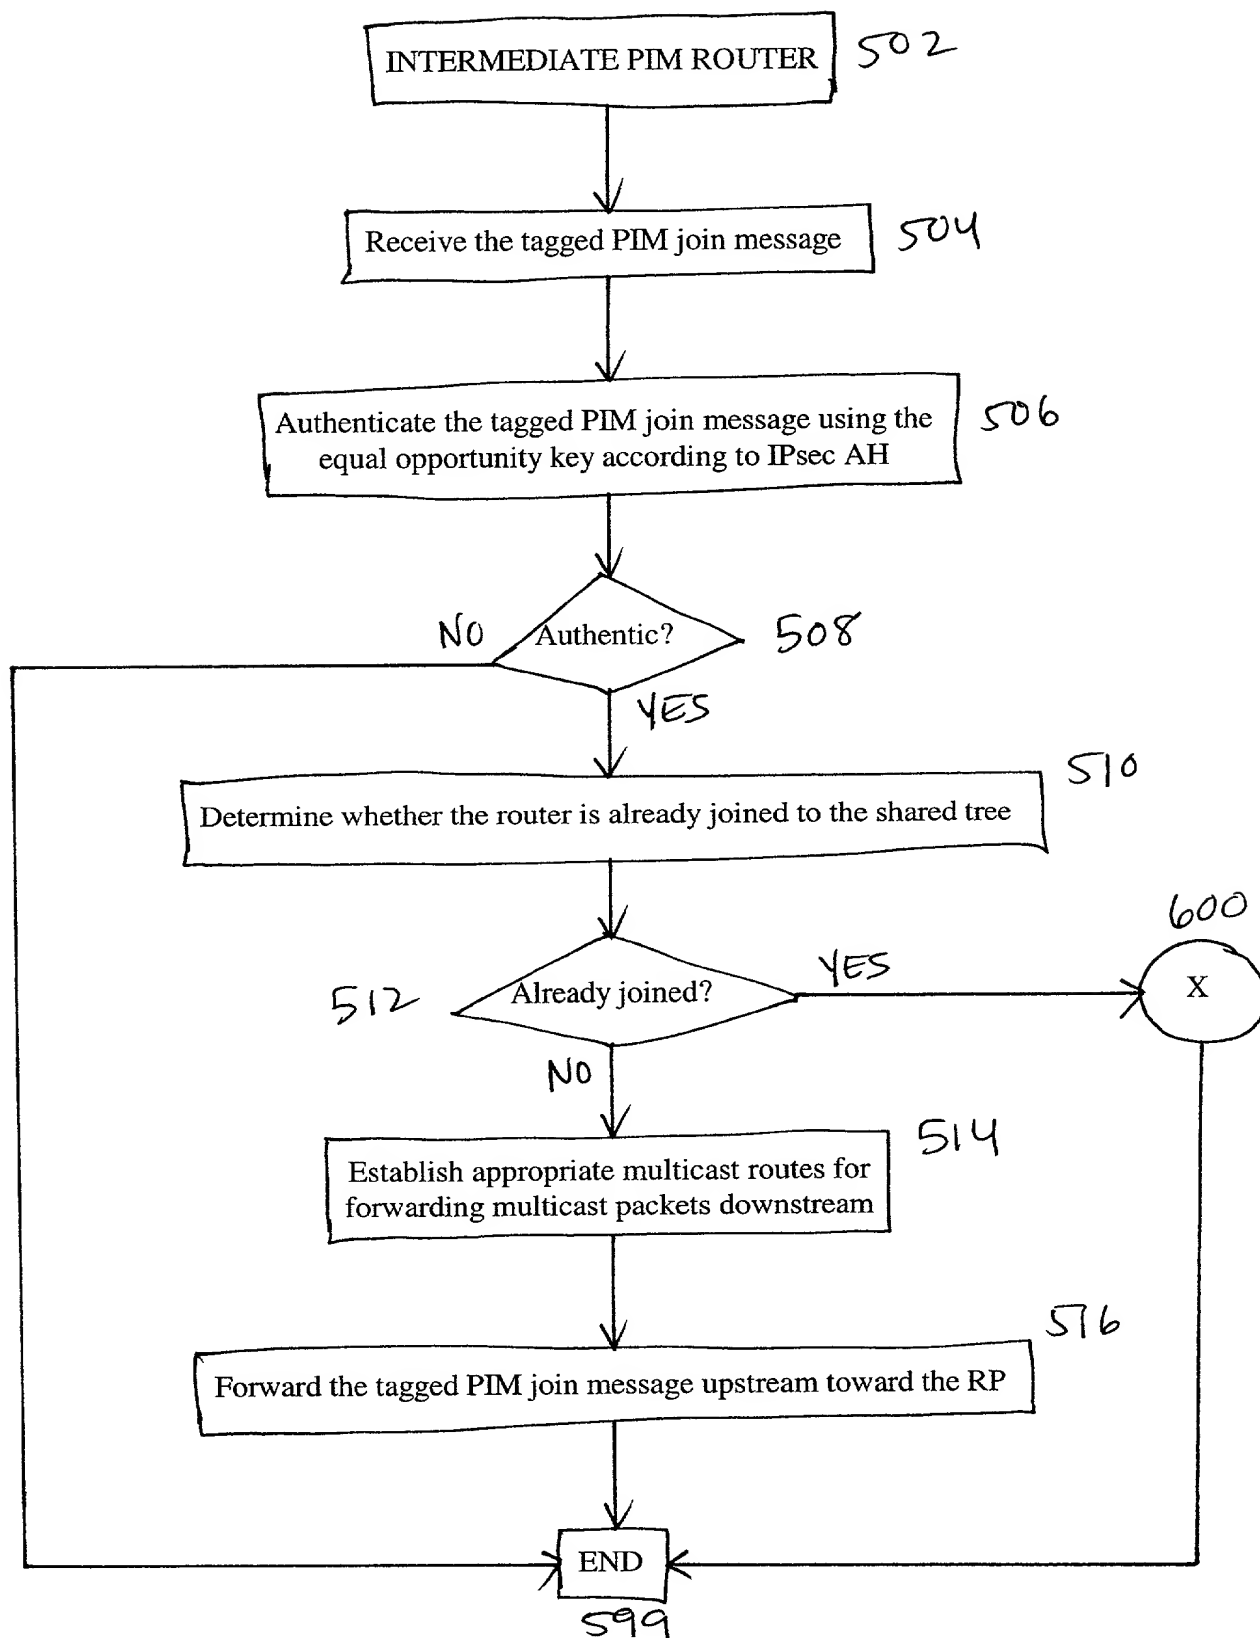 INTERMEDIATE PIM ROUTER 502
Receive the tagged PIM join message 504
Authenticate the tagged PIM join message using the 506
equal opportunity key according to IPsec AH
NO Authentic? 508
YES
510
Determine whether the router is already joined to the shared tree
600
YES
512 Already joined? X
NO
514
Establish appropriate multicast routes for
forwarding multicast packets downstream
516
Forward the tagged PIM join message upstream toward the RP
END
599